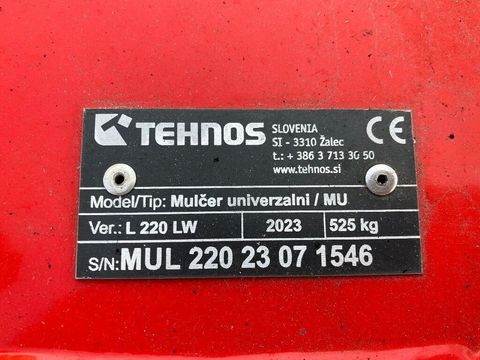 TEHNOS
SLOVENIA
SI - 3310 Žalec
t.: + 386 3 713 30 50
www.tehnos.si
CE
Model/Tip: Mulčer univerzalni / MU
Ver.: L 220 LW 2023 525 kg
S/N: MUL 220 23 07 1546